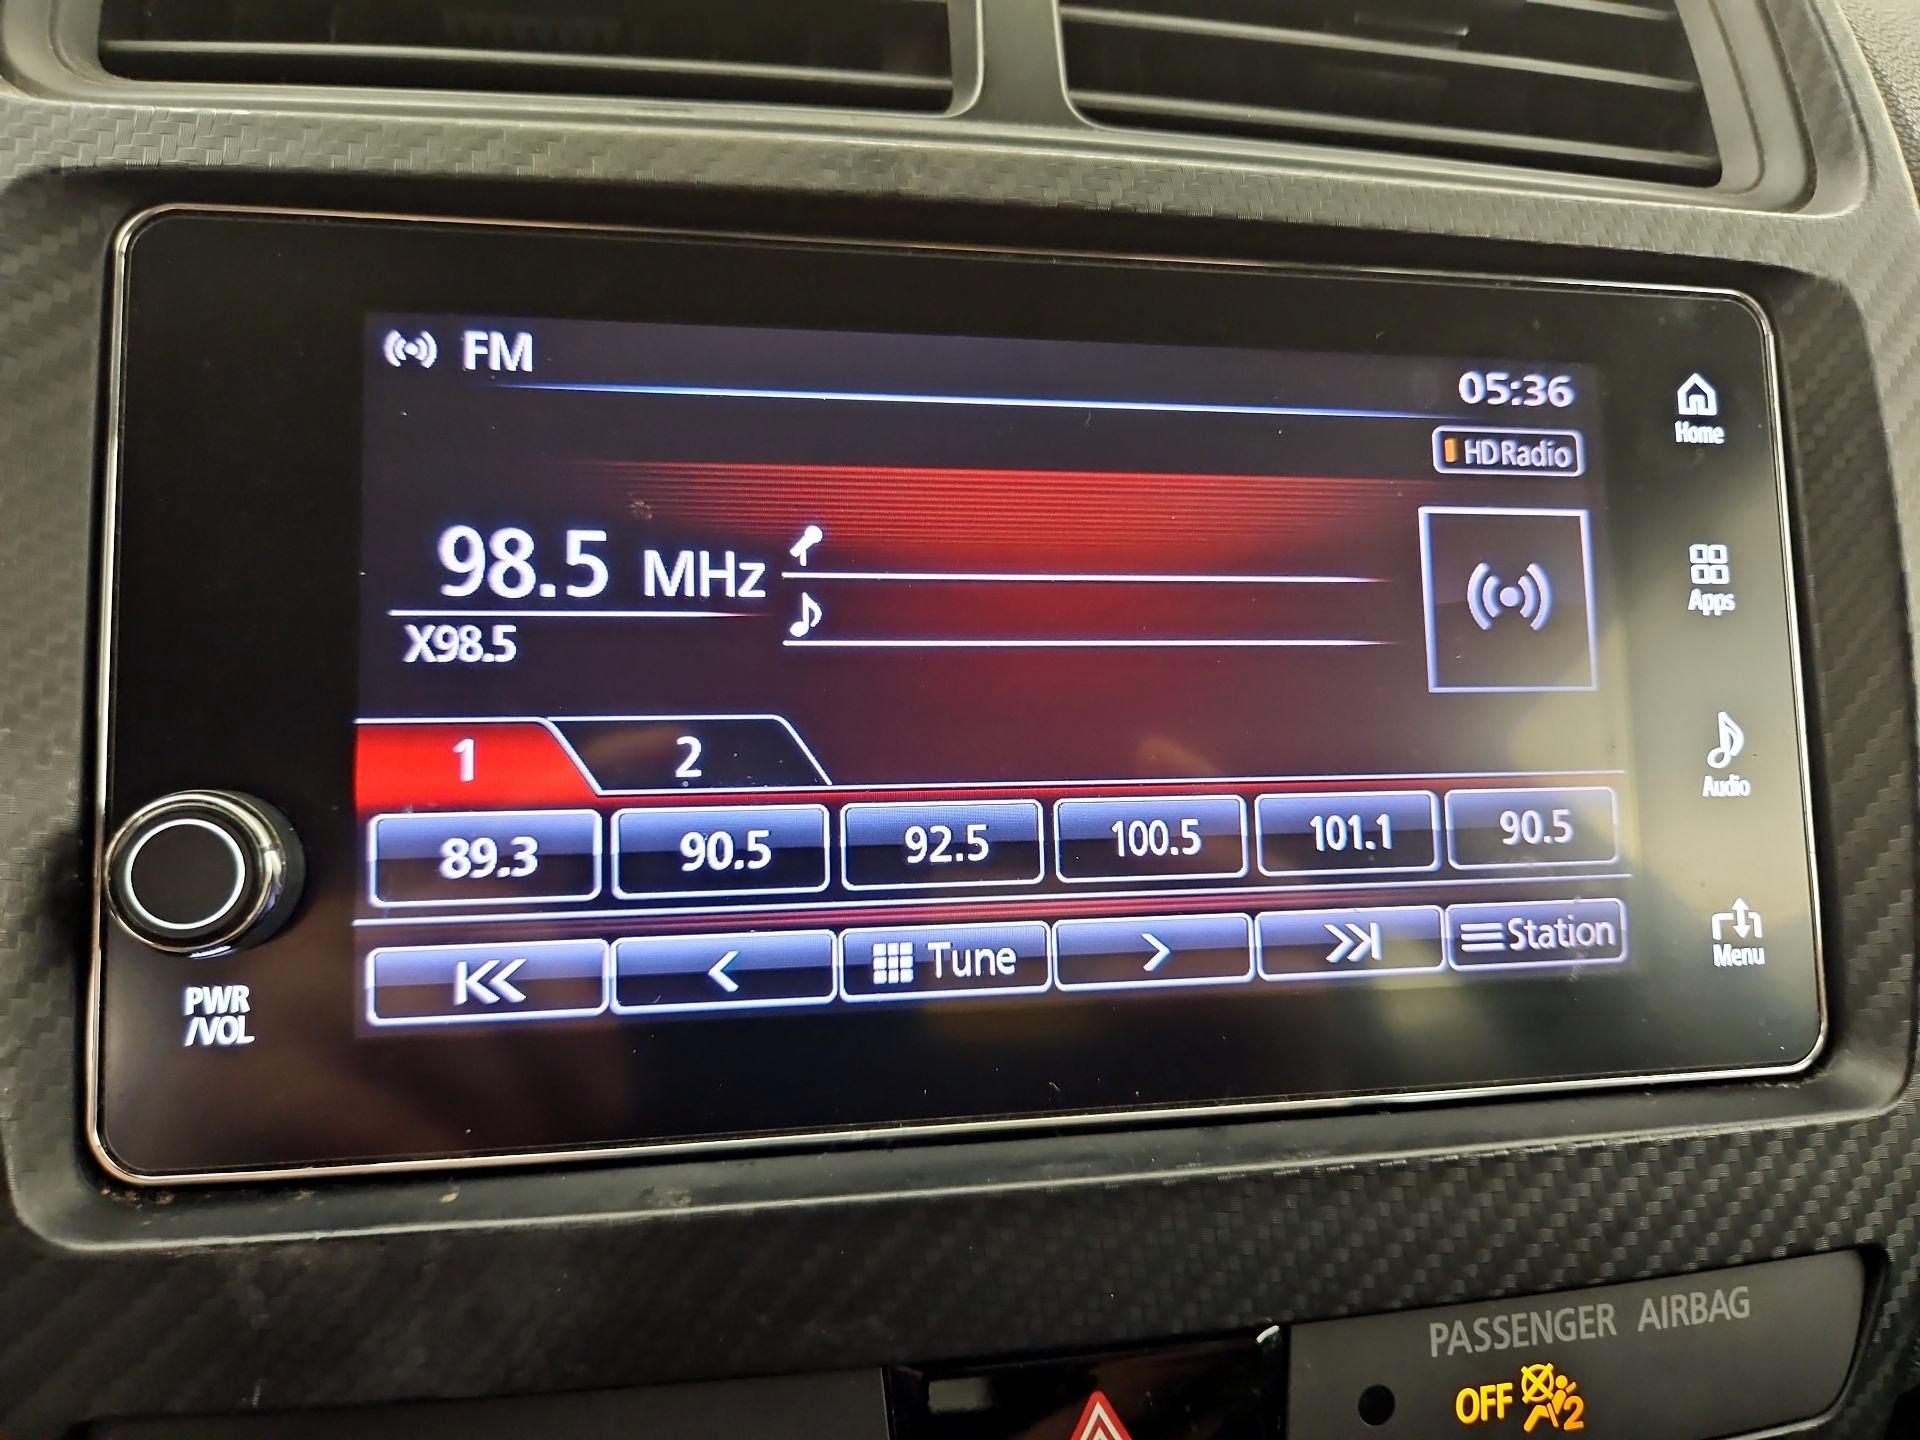 FM
05:36
HD Radio
98.5 MHz
X98.5
1 2
89.3 90.5 92.5 100.5 101.1 90.5
Tune Station
Home
Apps
Audio
Menu
PWR
/VOL
PASSENGER AIRBAG
OFF 2